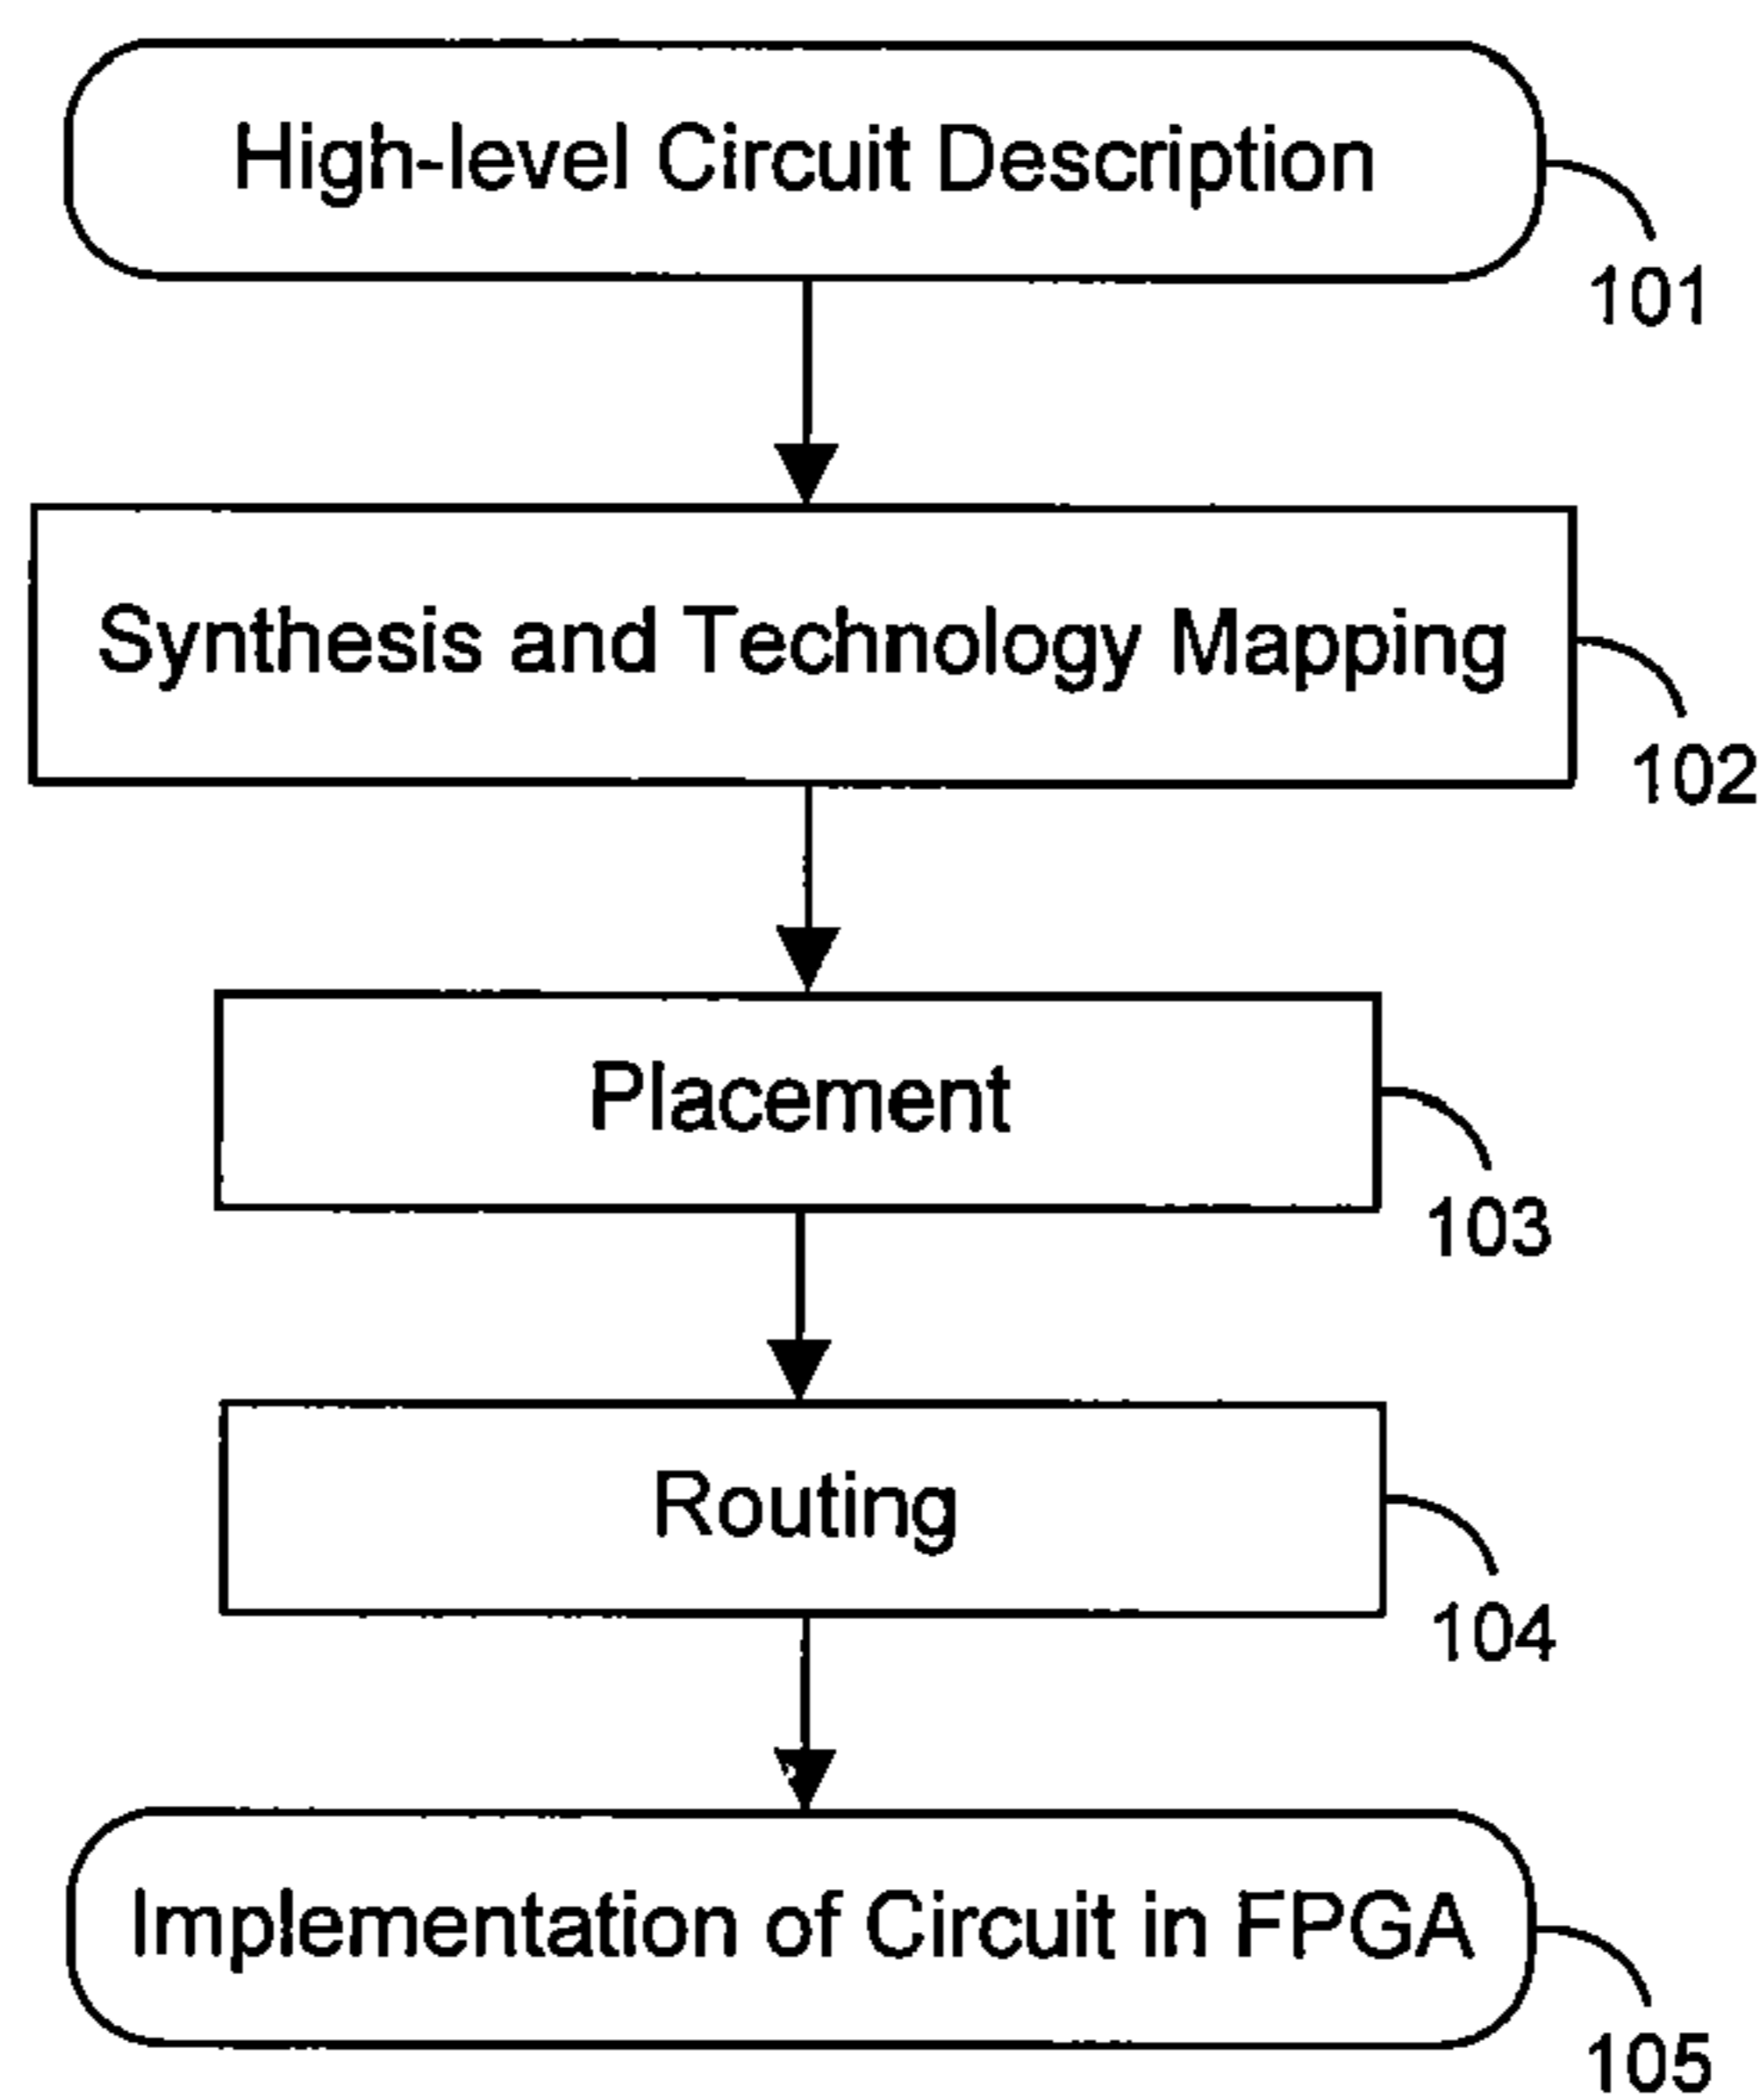 High-level Circuit Description
101
Synthesis and Technology Mapping
102
Placement
103
Routing
104
Implementation of Circuit in FPGA
105